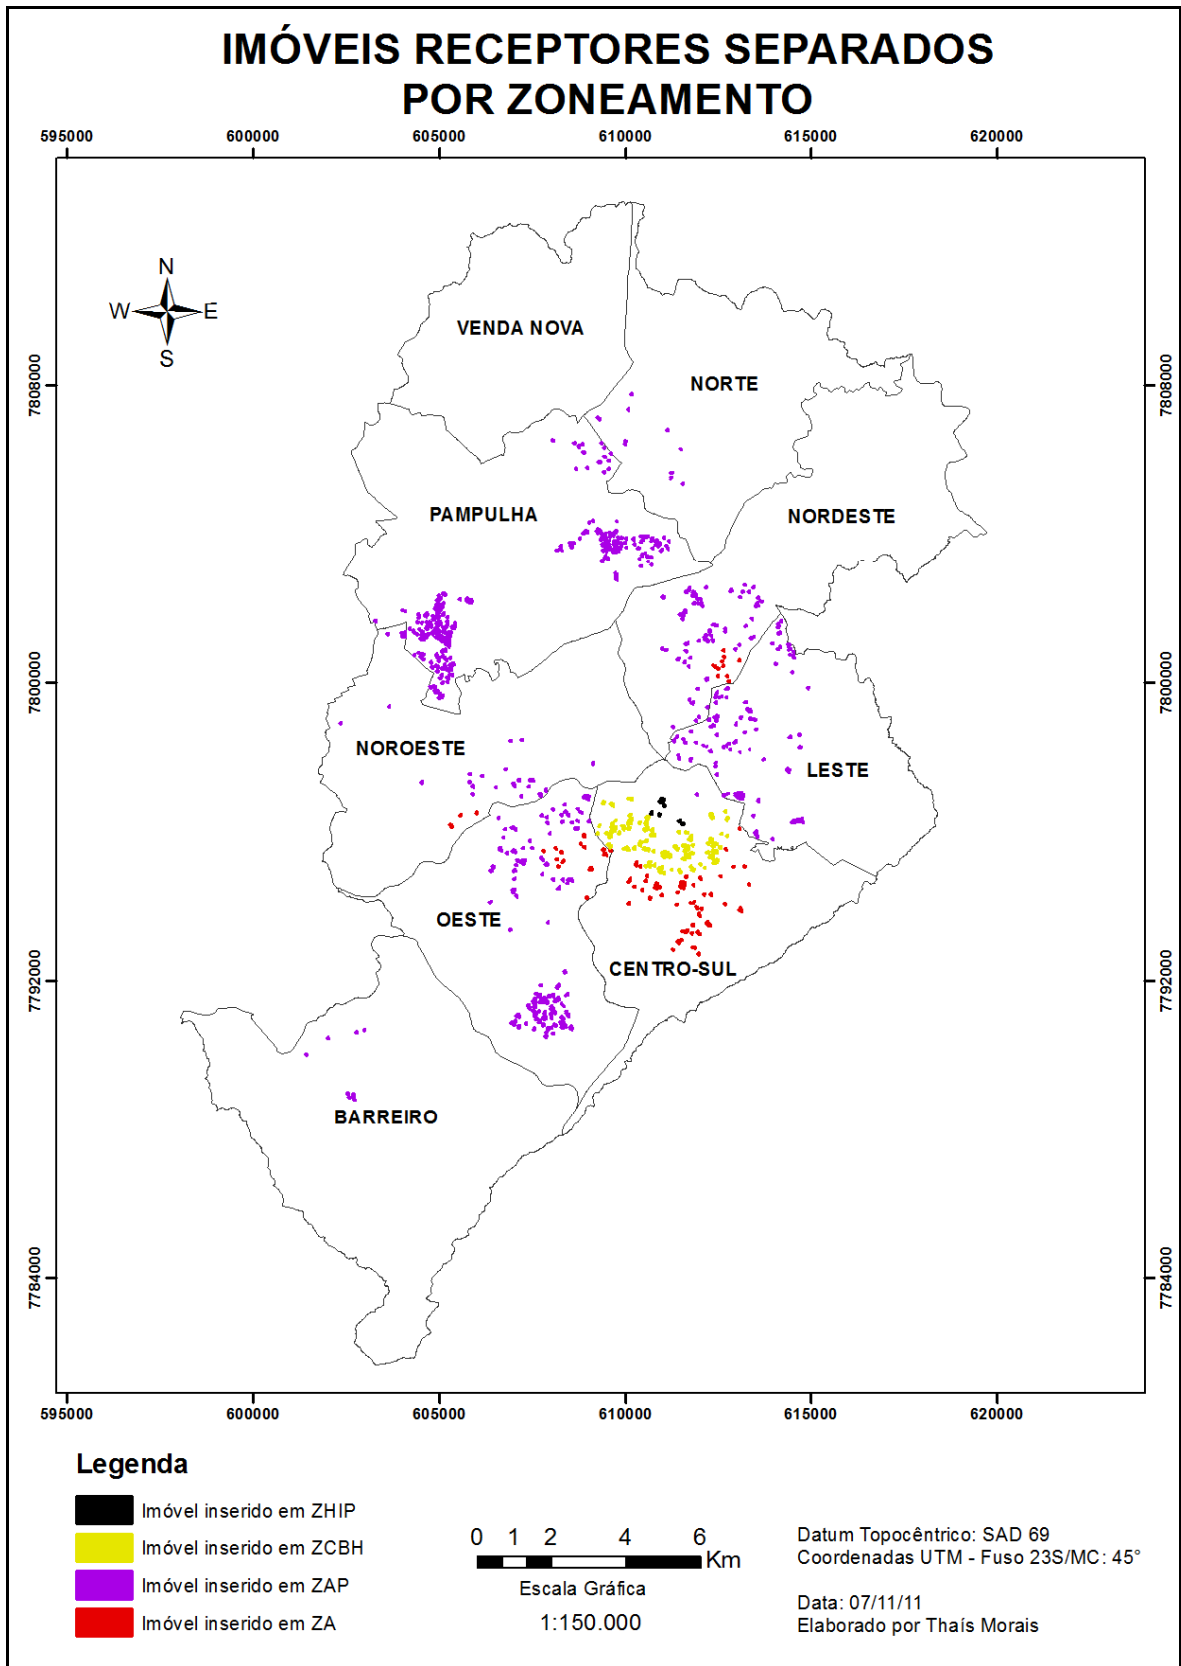 IMÓVEIS RECEPTORES SEPARADOS
POR ZONEAMENTO
595000 600000 605000 610000 615000 620000
N
W E
S
VENDA NOVA
7808000 7808000
NORTE
PAMPULHA
NORDESTE
7800000 7800000
NOROESTE
LESTE
OESTE
CENTRO-SUL
7792000 7792000
BARREIRO
7784000 7784000
595000 600000 605000 610000 615000 620000
Legenda
Imóvel inserido em ZHIP
Imóvel inserido em ZCBH
Imóvel inserido em ZAP
Imóvel inserido em ZA
0 1 2 4 6
Km
Escala Gráfica
1:150.000
Datum Topocêntrico: SAD 69
Coordenadas UTM - Fuso 23S/MC: 45°
Data: 07/11/11
Elaborado por Thaís Morais